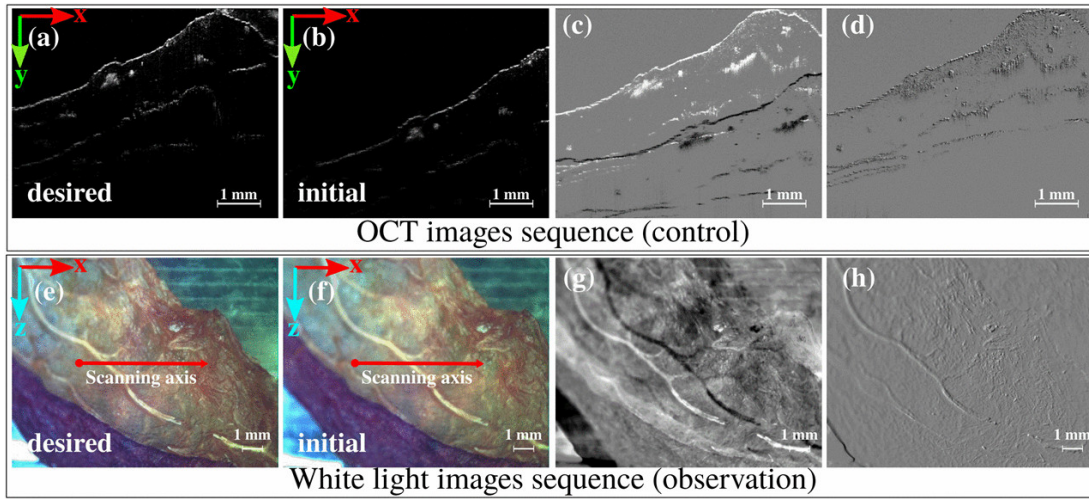 x
y
(a)
desired
1 mm
(b)
initial
1 mm
(c)
1 mm
(d)
1 mm
OCT images sequence (control)
x
z
(e)
Scanning axis
desired
1 mm
x
z
(f)
Scanning axis
initial
1 mm
(g)
1 mm
(h)
1 mm
White light images sequence (observation)